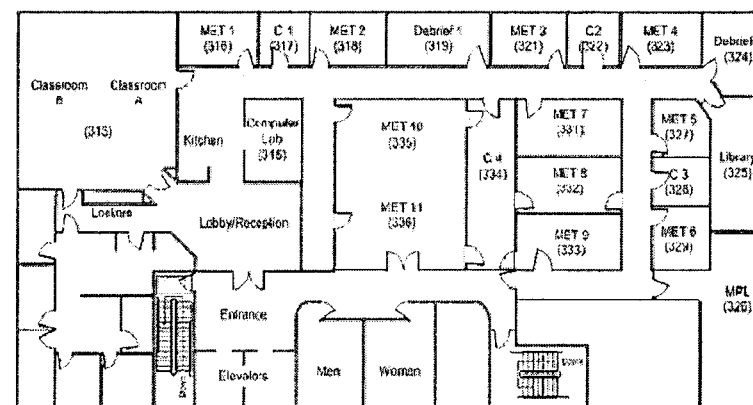 MET 1
(316)
C 1
(317)
MET 2
(318)
Debrief 1
(319)
MET 3
(321)
C2
(322)
MET 4
(323)
Debrief
(324)
Classroom
B
Classroom
A
(313)
Kitchen
Computer
Lab
(315)
MET 10
(335)
C 4
(334)
MET 7
(331)
MET 5
(327)
Library
(325)
MET 8
(332)
C 3
(328)
Lockers
Lobby/Reception
MET 11
(336)
MET 9
(333)
MET 6
(329)
MPL
(326)
Entrance
Elevators
Men
Woman
Down